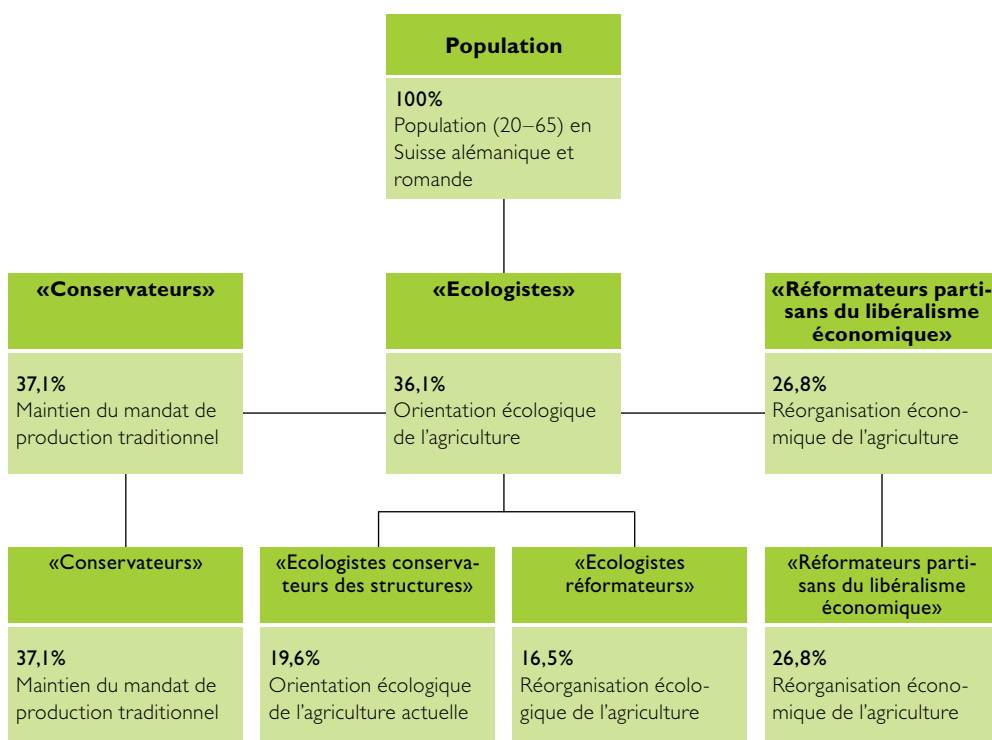 Population
100%
Population (20–65) en
Suisse alémanique et
romande
«Conservateurs»
37,1%
Maintien du mandat de
production traditionnel
«Ecologistes»
36,1%
Orientation écologique
de l’agriculture
«Réformateurs parti-
sans du libéralisme
économique»
26,8%
Réorganisation écono-
mique de l’agriculture
«Conservateurs»
37,1%
Maintien du mandat de
production traditionnel
«Ecologistes conserva-
teurs des structures»
19,6%
Orientation écologique
de l’agriculture actuelle
«Ecologistes
réformateurs»
16,5%
Réorganisation écolo-
gique de l’agriculture
«Réformateurs parti-
sans du libéralisme
économique»
26,8%
Réorganisation écono-
mique de l’agriculture